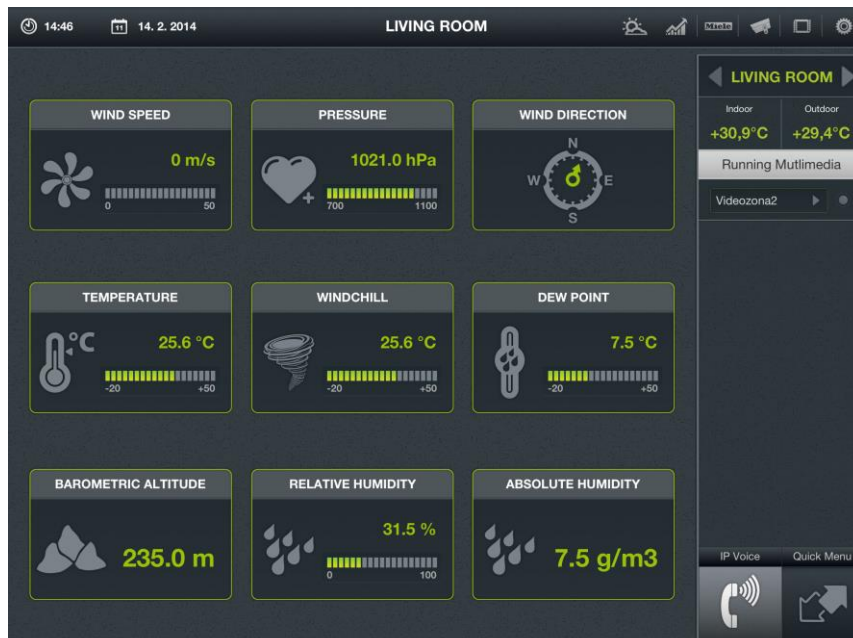 14:46
11
14. 2. 2014
LIVING ROOM
Miele
LIVING ROOM
Indoor
Outdoor
+30,9°C
+29,4°C
Running Mutlimedia
Videozona2
WIND SPEED
0 m/s
0 50
PRESSURE
1021.0 hPa
700 1100
WIND DIRECTION
N
W E
S
TEMPERATURE
°C
25.6 °C
-20 +50
WINDCHILL
25.6 °C
-20 +50
DEW POINT
7.5 °C
-20 +50
BAROMETRIC ALTITUDE
235.0 m
RELATIVE HUMIDITY
31.5 %
0 100
ABSOLUTE HUMIDITY
7.5 g/m3
IP Voice
Quick Menu